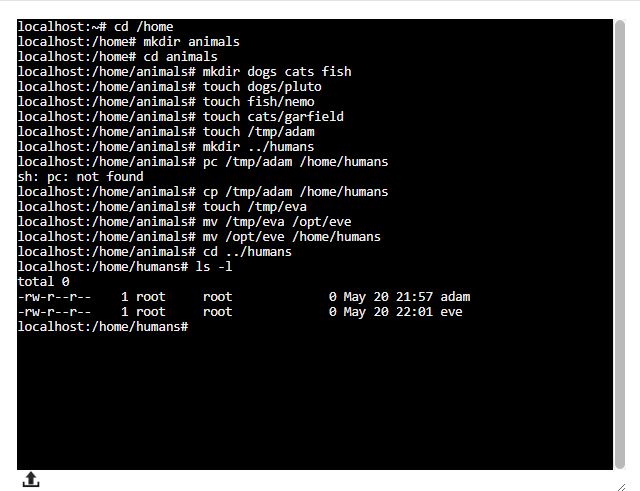 localhost:~# cd /home
localhost:/home# mkdir animals
localhost:/home# cd animals
localhost:/home/animals# mkdir dogs cats fish
localhost:/home/animals# touch dogs/pluto
localhost:/home/animals# touch fish/nemo
localhost:/home/animals# touch cats/garfield
localhost:/home/animals# touch /tmp/adam
localhost:/home/animals# mkdir ../humans
localhost:/home/animals# pc /tmp/adam /home/humans
sh: pc: not found
localhost:/home/animals# cp /tmp/adam /home/humans
localhost:/home/animals# touch /tmp/eva
localhost:/home/animals# mv /tmp/eva /opt/eve
localhost:/home/animals# mv /opt/eve /home/humans
localhost:/home/animals# cd ../humans
localhost:/home/humans# ls -l
total 0
-rw-r--r--    1 root     root             0 May 20 21:57 adam
-rw-r--r--    1 root     root             0 May 20 22:01 eve
localhost:/home/humans#